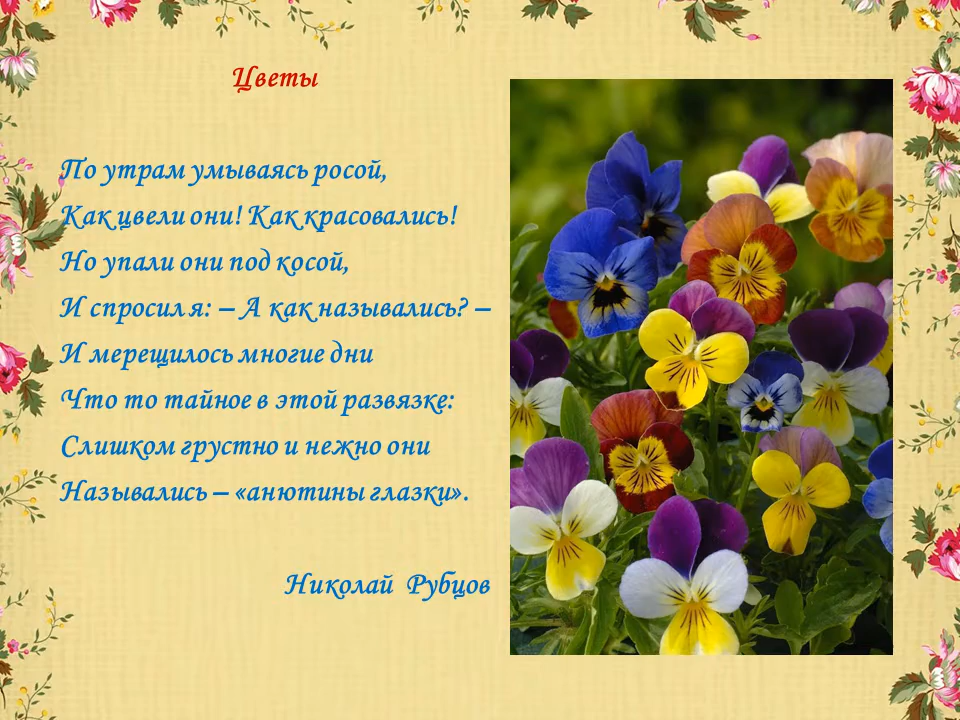 Цветы
По утрам умываясь росой,
Как цвели они! Как красовались!
Но упали они под косой,
И спросил я: – А как назывались? –
И мерещилось многие дни
Что то тайное в этой развязке:
Слишком грустно и нежно они
Назывались – «анютины глазки».
Николай Рубцов